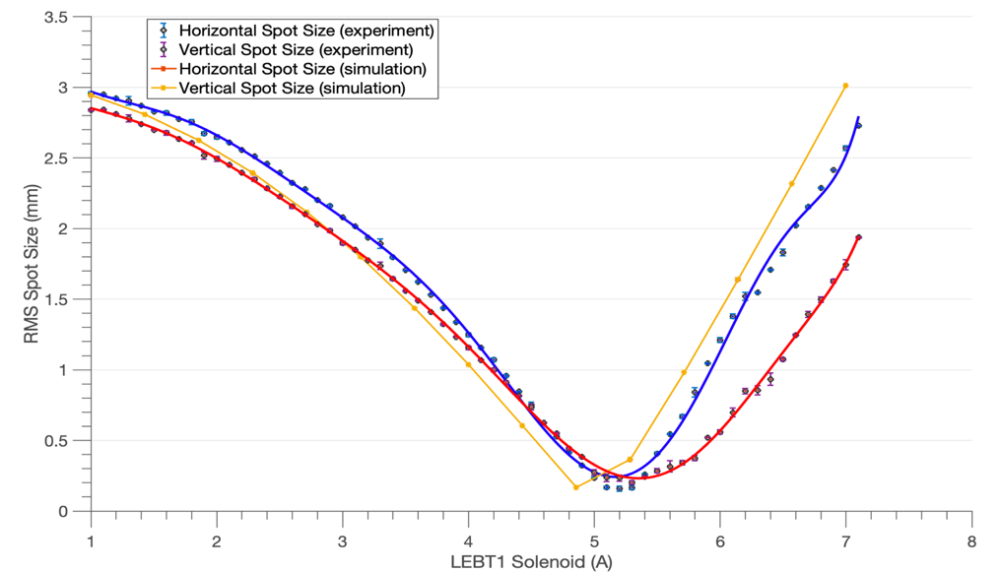 3.5
Horizontal Spot Size (experiment)
Vertical Spot Size (experiment)
Horizontal Spot Size (simulation)
Vertical Spot Size (simulation)
3
2.5
2
1.5
1
0.5
0
RMS Spot Size (mm)
1 2 3 4 5 6 7 8
LEBT1 Solenoid (A)